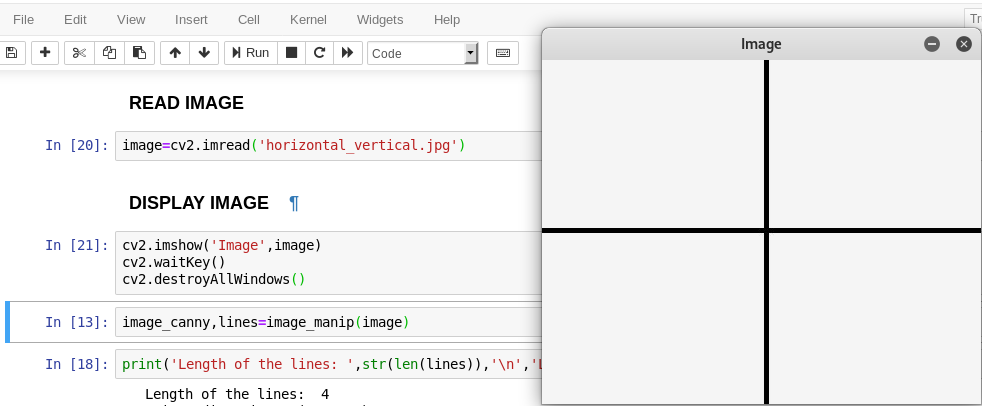 File Edit View Insert Cell Kernel Widgets Help
Run Code
Image
READ IMAGE
In [20]: image=cv2.imread('horizontal_vertical.jpg')
DISPLAY IMAGE ¶
In [21]: cv2.imshow('Image',image)
cv2.waitKey()
cv2.destroyAllWindows()
In [13]: image_canny,lines=image_manip(image)
In [18]: print('Length of the lines: ',str(len(lines)),'\n','L
Length of the lines:  4